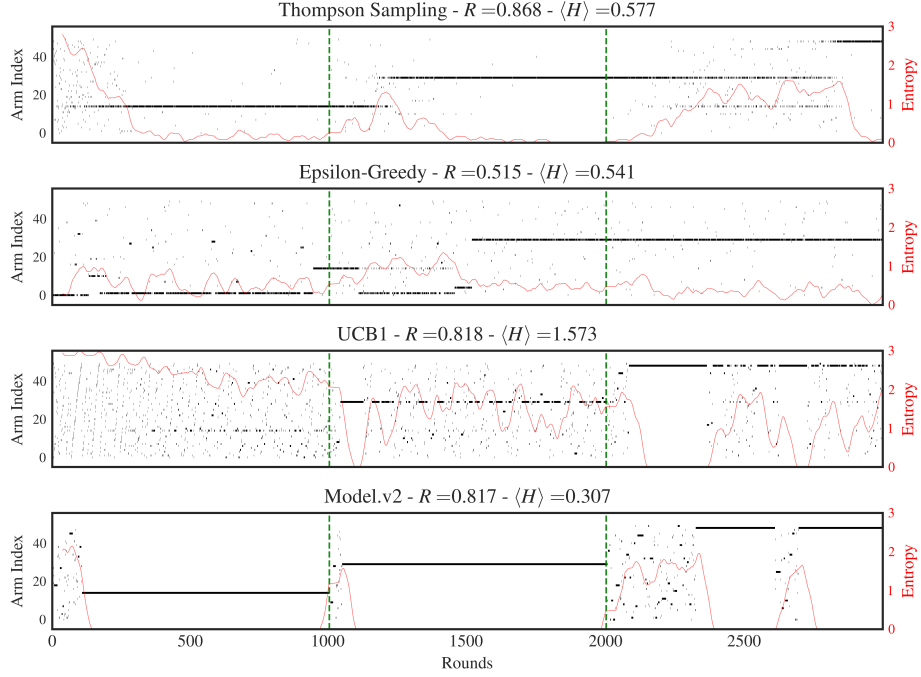 Thompson Sampling - R =0.868 - ⟨H⟩ =0.577
Arm Index
40
20
0
3
2
1
0
Entropy
Epsilon-Greedy - R =0.515 - ⟨H⟩ =0.541
Arm Index
40
20
0
3
2
1
0
Entropy
UCB1 - R =0.818 - ⟨H⟩ =1.573
Arm Index
40
20
0
3
2
1
0
Entropy
Model.v2 - R =0.817 - ⟨H⟩ =0.307
Arm Index
40
20
0
3
2
1
0
Entropy
0 500 1000 1500 2000 2500
Rounds